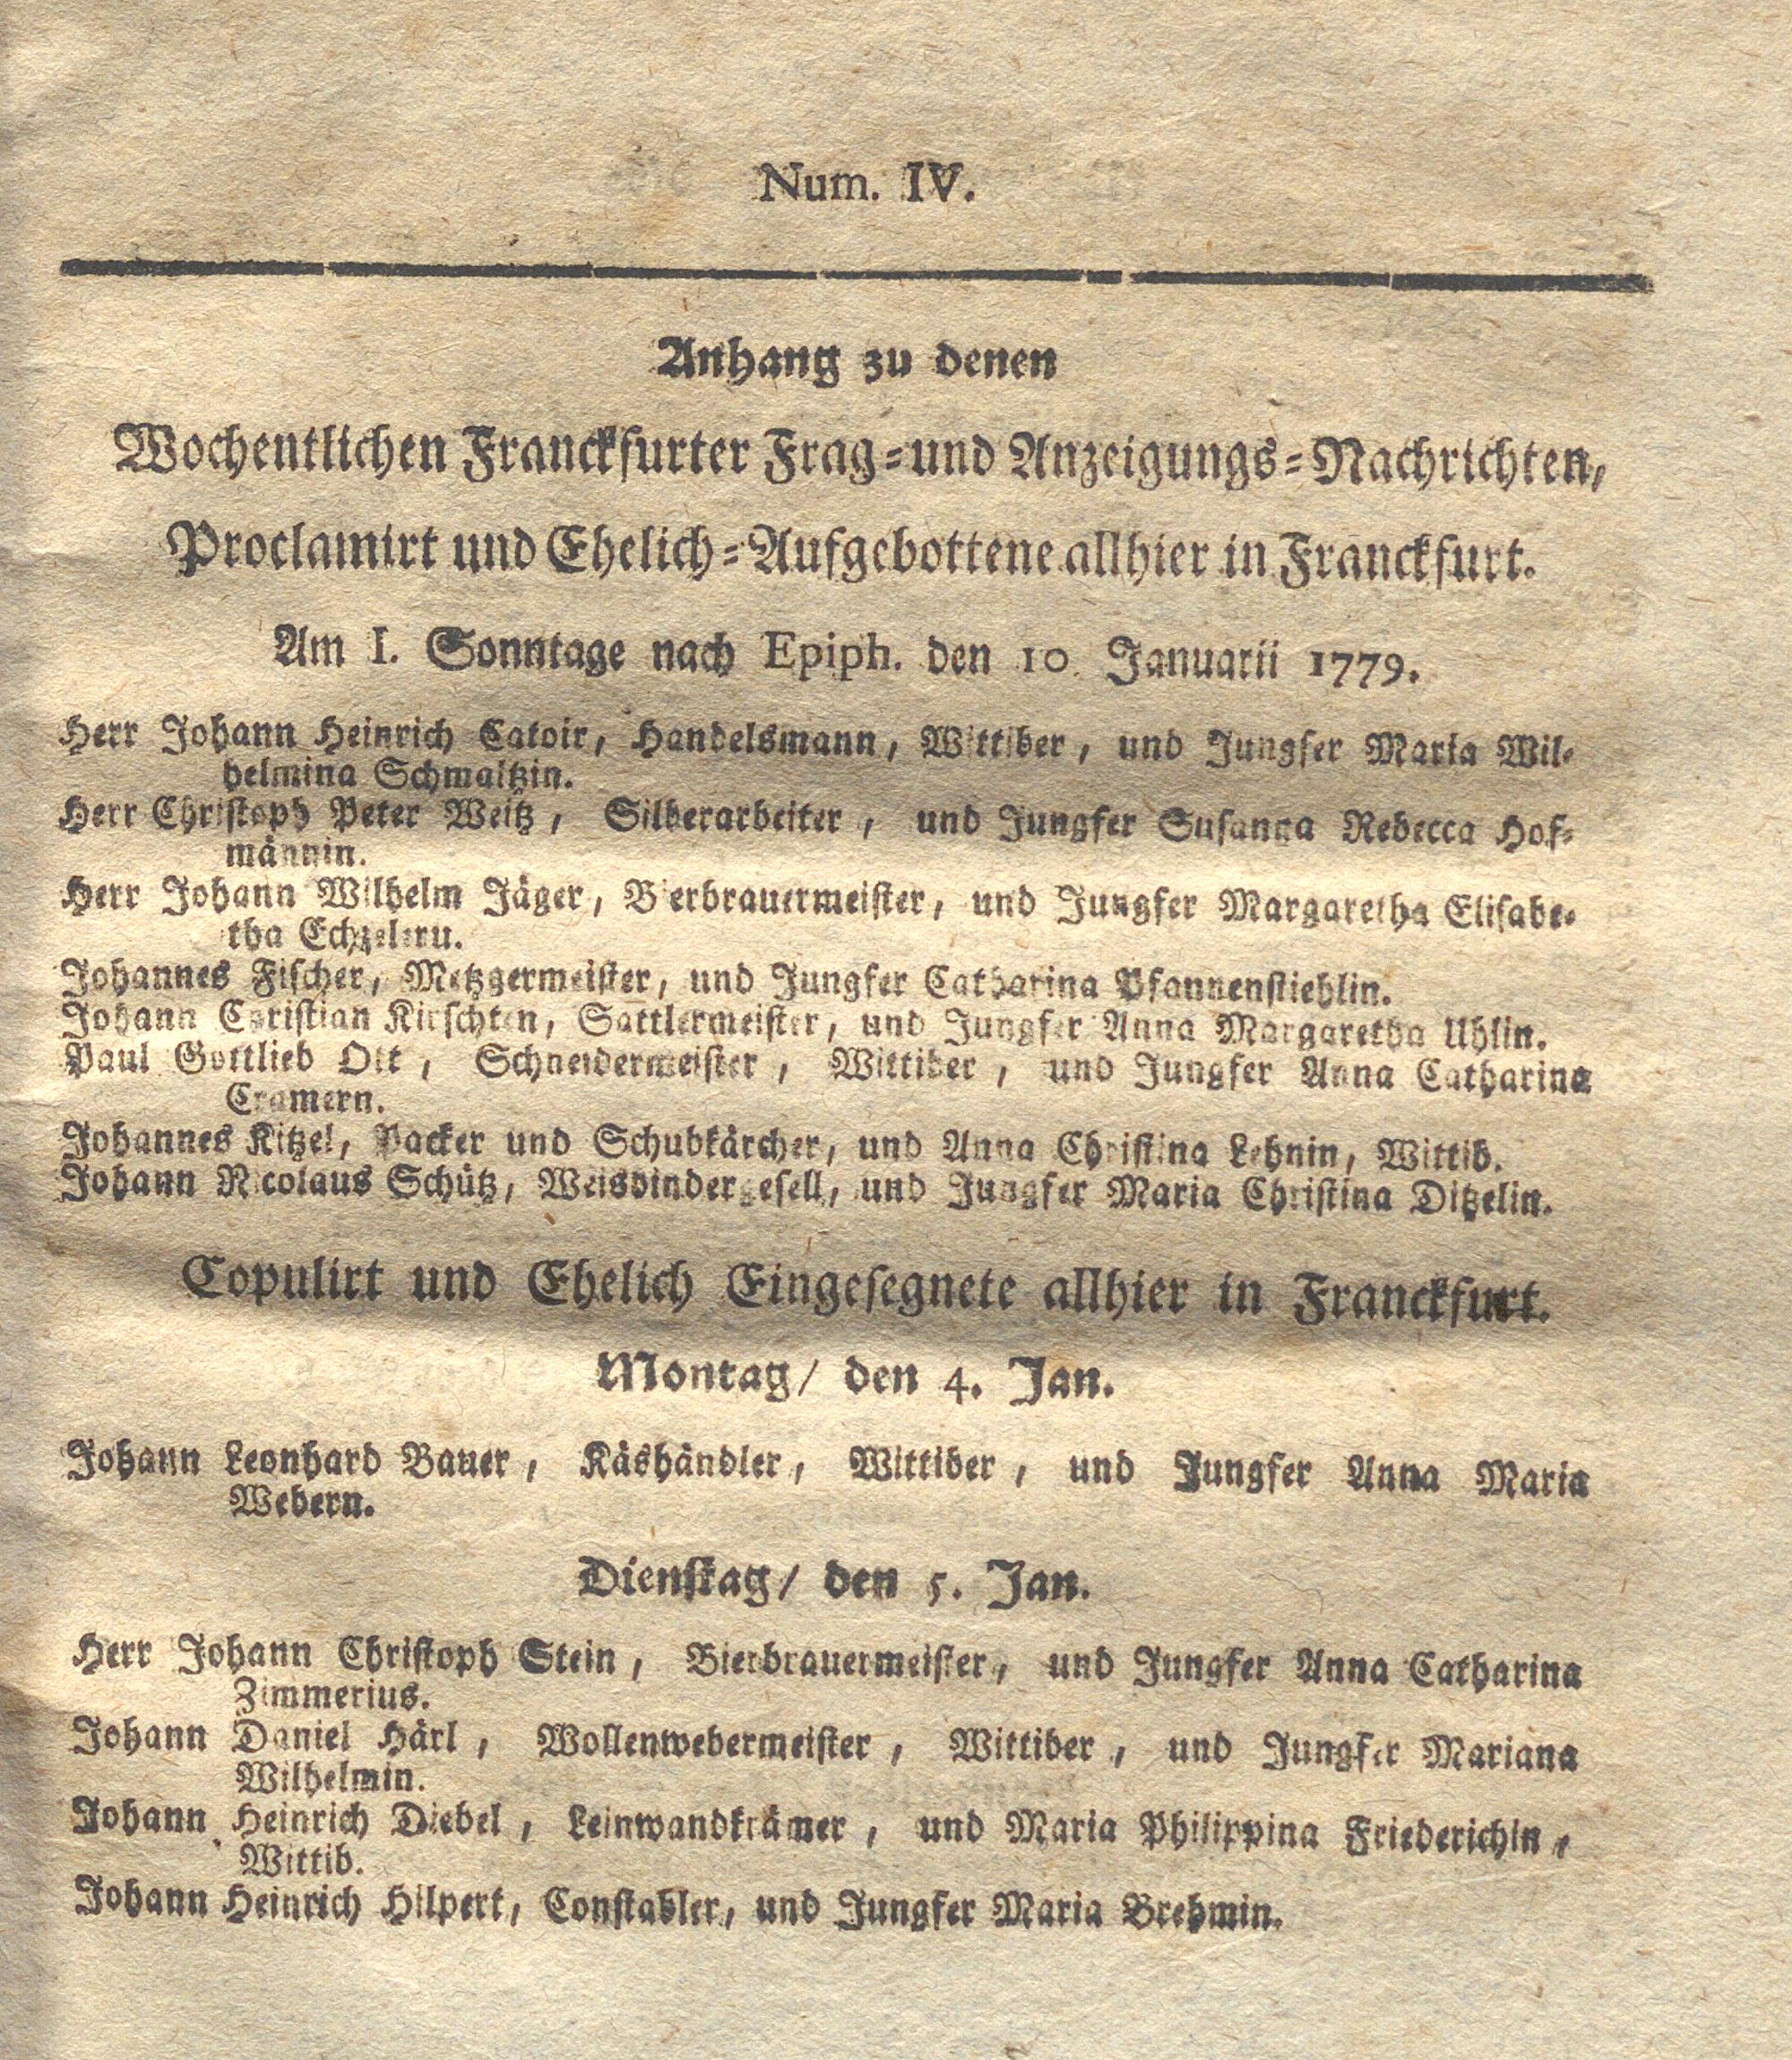 Num. IV.
Anhang zu denen
Wochentlichen Franckfurter Frag-und Anzeigungs-Nachrichten,
Proclamirt und Ehelich-Aufgebottene allhier in Franckfurt.
Am I. Sonntage nach Epiph. den 10. Januarii 1779.
Herr Johann Heinrich Catoir, Handelsmann, Wittiber, und Jungfer Maria Wil-
helmina Schmaltzin.
Herr Christoph Peter Weitz, Silberarbeiter, und Jungfer Susanna Rebecca Hof-
männin.
Herr Johann Wilhelm Jäger, Bierbrauermeister, und Jungfer Margaretha Elisabe-
tha Echzelern.
Johannes Fischer, Metzgermeister, und Jungfer Catharina Pfannenstiehlin.
Johann Christian Kirschten, Sattlermeister, und Jungfer Anna Margaretha Uhlin.
Paul Gottlieb Ott, Schneidermeister, Wittiber, und Jungfer Anna Catharina
Cramern.
Johannes Kitzel, Packer und Schubkärcher, und Anna Christina Lehnin, Wittib.
Johann Nicolaus Schütz, Weisbindergesell, und Jungfer Maria Christina Ditzelin.
Copulirt und Ehelich Eingesegnete allhier in Franckfurt.
Montag/ den 4. Jan.
Johann Leonhard Bauer, Käshändler, Wittiber, und Jungfer Anna Maria
Webern.
Dienstag/ den 5. Jan.
Herr Johann Christoph Stein, Bierbrauermeister, und Jungfer Anna Catharina
Zimmerius.
Johann Daniel Härl, Wollenwebermeister, Wittiber, und Jungfer Mariana
Wilhelmin.
Johann Heinrich Diebel, Leinwandkrämer, und Maria Philippina Friederichin,
Wittib.
Johann Heinrich Hilpert, Constabler, und Jungfer Maria Brehmin.